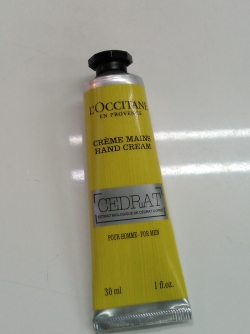 L'OCCITANE
EN PROVENCE
CRÈME MAINS
HAND CREAM
CEDRAT
POUR HOMME - FOR MEN
30 ml 1 fl.oz.